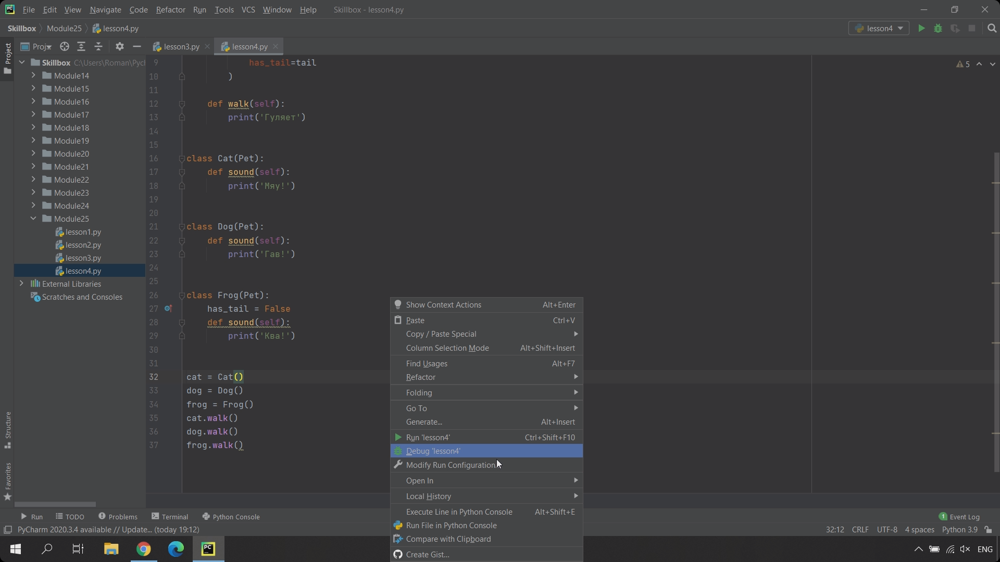 File Edit View Navigate Code Refactor Run Tools VCS Window Help Skillbox - lesson4.py
Skillbox Module25 lesson4.py lesson4
Project
Proj
lesson3.py
lesson4.py
Skillbox C:\Users\Roman\Pycl
Module14
Module15
Module16
Module17
Module18
Module19
Module20
Module21
Module22
Module23
Module24
Module25
lesson1.py
lesson2.py
lesson3.py
lesson4.py
External Libraries
Scratches and Consoles
5
9 has_tail=tail
10 )
11
12 def walk(self):
13 print('Гуляет')
14
15
16 class Cat(Pet):
17 def sound(self):
18 print('Мяу!')
19
20
21 class Dog(Pet):
22 def sound(self):
23 print('Гав!')
24
25
26 class Frog(Pet):
27 has_tail = False
28 def sound(self):
29 print('Ква!')
30
31
32 cat = Cat()
33 dog = Dog()
34 frog = Frog()
35 cat.walk()
36 dog.walk()
37 frog.walk()
Show Context Actions Alt+Enter
Paste Ctrl+V
Copy / Paste Special
Column Selection Mode Alt+Shift+Insert
Find Usages Alt+F7
Refactor
Folding
Go To
Generate... Alt+Insert
Run 'lesson4' Ctrl+Shift+F10
Debug 'lesson4'
Modify Run Configuration
Open In
Local History
Execute Line in Python Console Alt+Shift+E
Run File in Python Console
Compare with Clipboard
Create Gist...
Structure
Favorites
Run TODO Problems Terminal Python Console 1 Event Log
PyCharm 2020.3.4 available // Update... (today 19:12) 32:12 CRLF UTF-8 4 spaces Python 3.9
PC
ENG